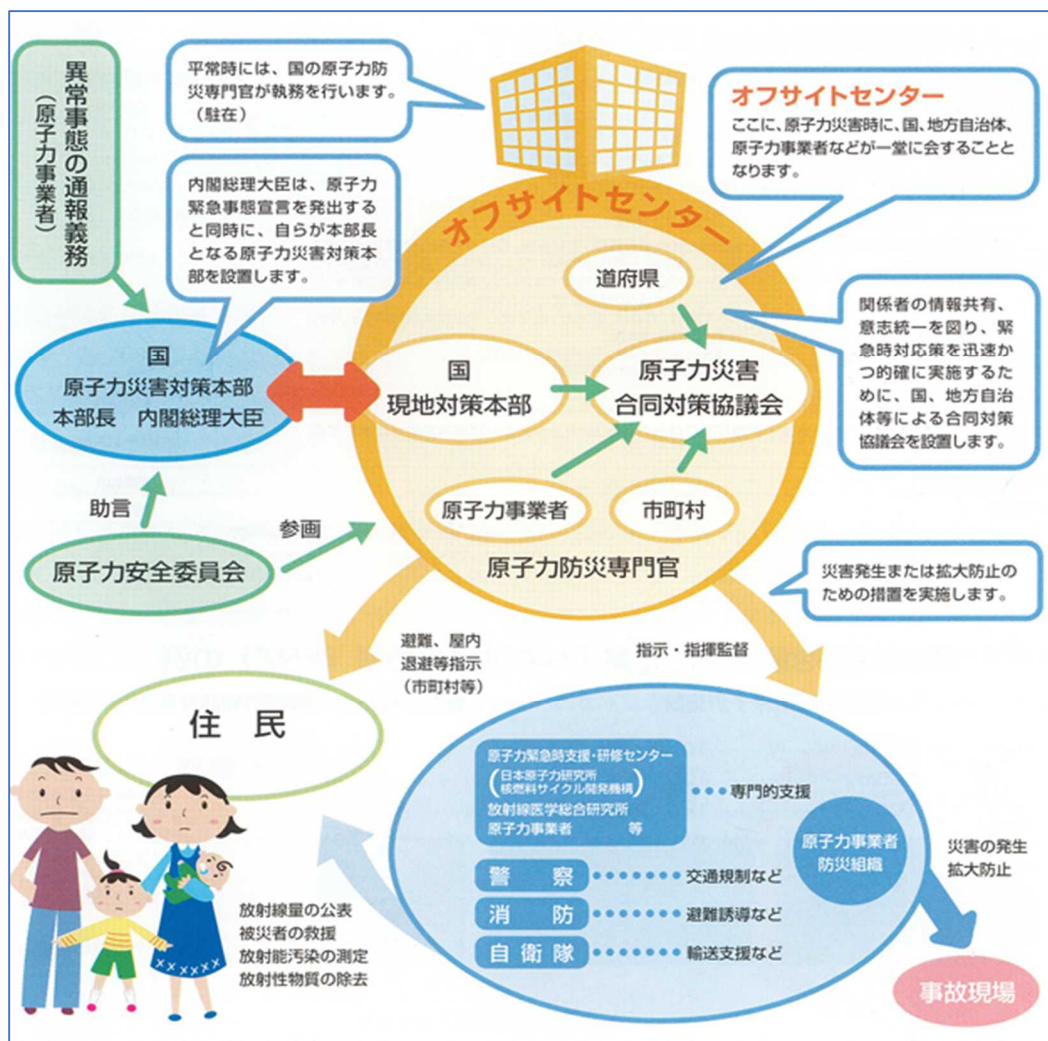 異常事態の通報義務
（原子力事業者）
平常時には、国の原子力防
災専門官が執務を行います。
（駐在）
オフサイトセンター
ここに、原子力災害時に、国、地方自治体、
原子力事業者などが一堂に会することと
なります。
内閣総理大臣は、原子力
緊急事態宣言を発出する
と同時に、自らが本部長
となる原子力災害対策本
部を設置します。
オフサイトセンター
道府県
関係者の情報共有、
意志統一を図り、緊
急時対応策を迅速か
つ的確に実施するた
めに、国、地方自治
体等による合同対策
協議会を設置します。
国
原子力災害対策本部
本部長　内閣総理大臣
国
現地対策本部
原子力災害
合同対策協議会
原子力事業者
市町村
助言
参画
原子力安全委員会
原子力防災専門官
災害発生または拡大防止の
ための措置を実施します。
避難、屋内
退避等指示
（市町村等）
指示・指揮監督
住　民
原子力緊急時支援・研修センター
（日本原子力研究所
核燃料サイクル開発機構）
放射線医学総合研究所
原子力事業者　　　等
専門的支援
原子力事業者
防災組織
災害の発生
拡大防止
警　察
交通規制など
消　防
避難誘導など
自衛隊
輸送支援など
放射線量の公表
被災者の救援
放射能汚染の測定
放射性物質の除去
事故現場